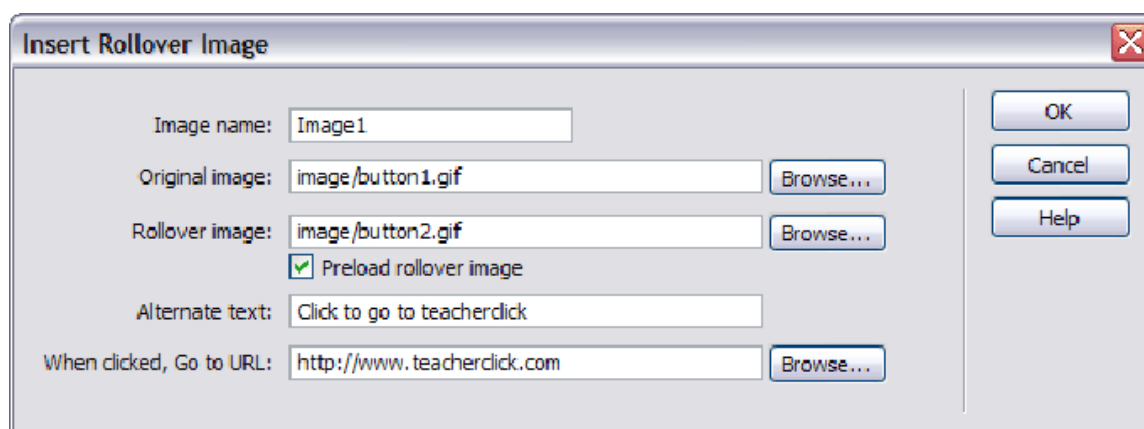 Insert Rollover Image
Image name: Image1
OK
Original image: image/button1.gif Browse...
Cancel
Rollover image: image/button2.gif Browse...
Help
Preload rollover image
Alternate text: Click to go to teacherclick
When clicked, Go to URL: http://www.teacherclick.com Browse...